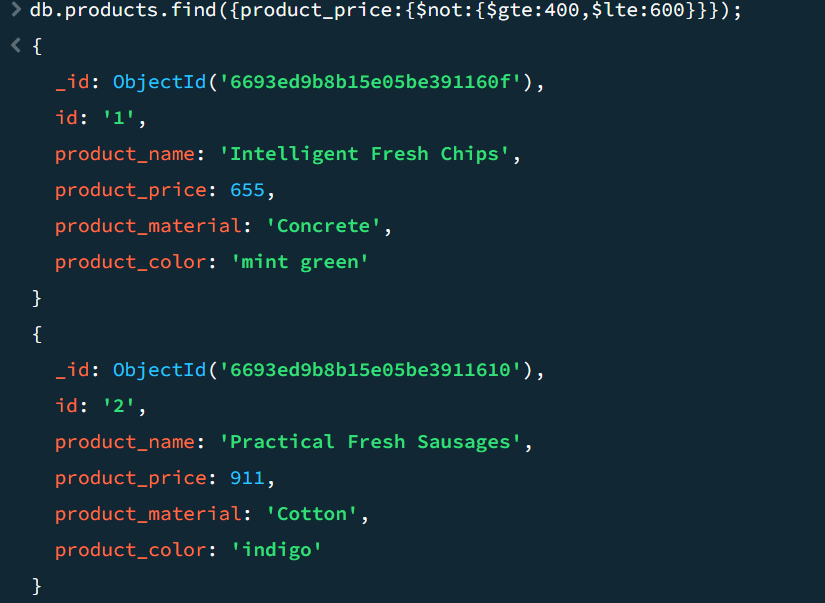 > db.products.find({product_price:{$not:{$gte:400,$lte:600}}});
< {
_id: ObjectId('6693ed9b8b15e05be391160f'),
id: '1',
product_name: 'Intelligent Fresh Chips',
product_price: 655,
product_material: 'Concrete',
product_color: 'mint green'
}
{
_id: ObjectId('6693ed9b8b15e05be3911610'),
id: '2',
product_name: 'Practical Fresh Sausages',
product_price: 911,
product_material: 'Cotton',
product_color: 'indigo'
}